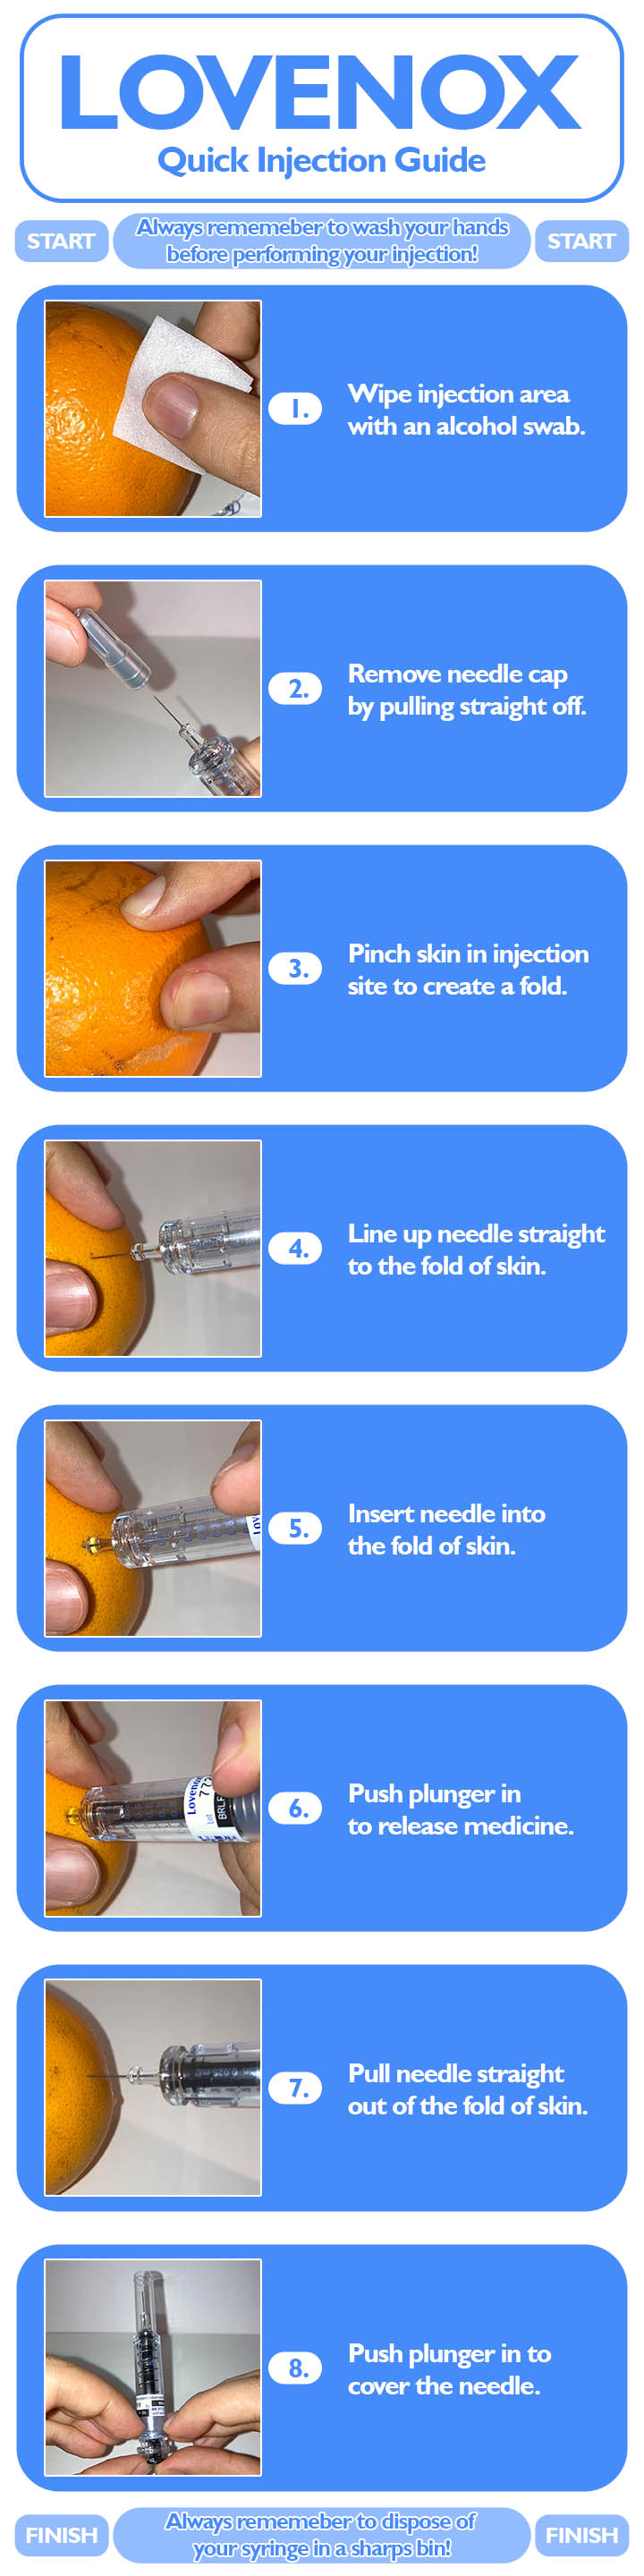 LOVENOX
Quick Injection Guide
START
Always rememeber to wash your hands
before performing your injection!
START
1.
Wipe injection area
with an alcohol swab.
2.
Remove needle cap
by pulling straight off.
3.
Pinch skin in injection
site to create a fold.
4.
Line up needle straight
to the fold of skin.
5.
Insert needle into
the fold of skin.
Lov
6.
Push plunger in
to release medicine.
Lovenox
Lot
BRLF
7.
Pull needle straight
out of the fold of skin.
8.
Push plunger in to
cover the needle.
FINISH
Always rememeber to dispose of
your syringe in a sharps bin!
FINISH